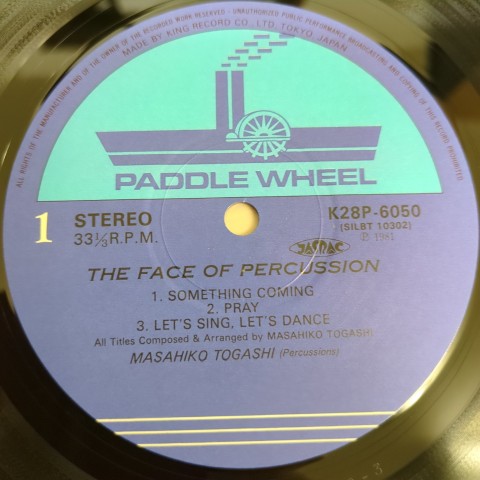 ALL RIGHTS OF THE MANUFACTURER AND OF THE OWNER OF THE RECORDED WORK RESERVED - UNAUTHORIZED PUBLIC PERFORMANCE BROADCASTING AND COPYING OF THIS RECORD PROHIBITED
MADE BY KING RECORD CO., LTD. TOKYO, JAPAN
PADDLE WHEEL
1 STEREO K28P-6050
33⅓R.P.M. (SILBT 10302)
JASRAC ℗ 1981
THE FACE OF PERCUSSION
1. SOMETHING COMING
2. PRAY
3. LET'S SING, LET'S DANCE
All Titles Composed & Arranged by MASAHIKO TOGASHI
MASAHIKO TOGASHI (Percussions)